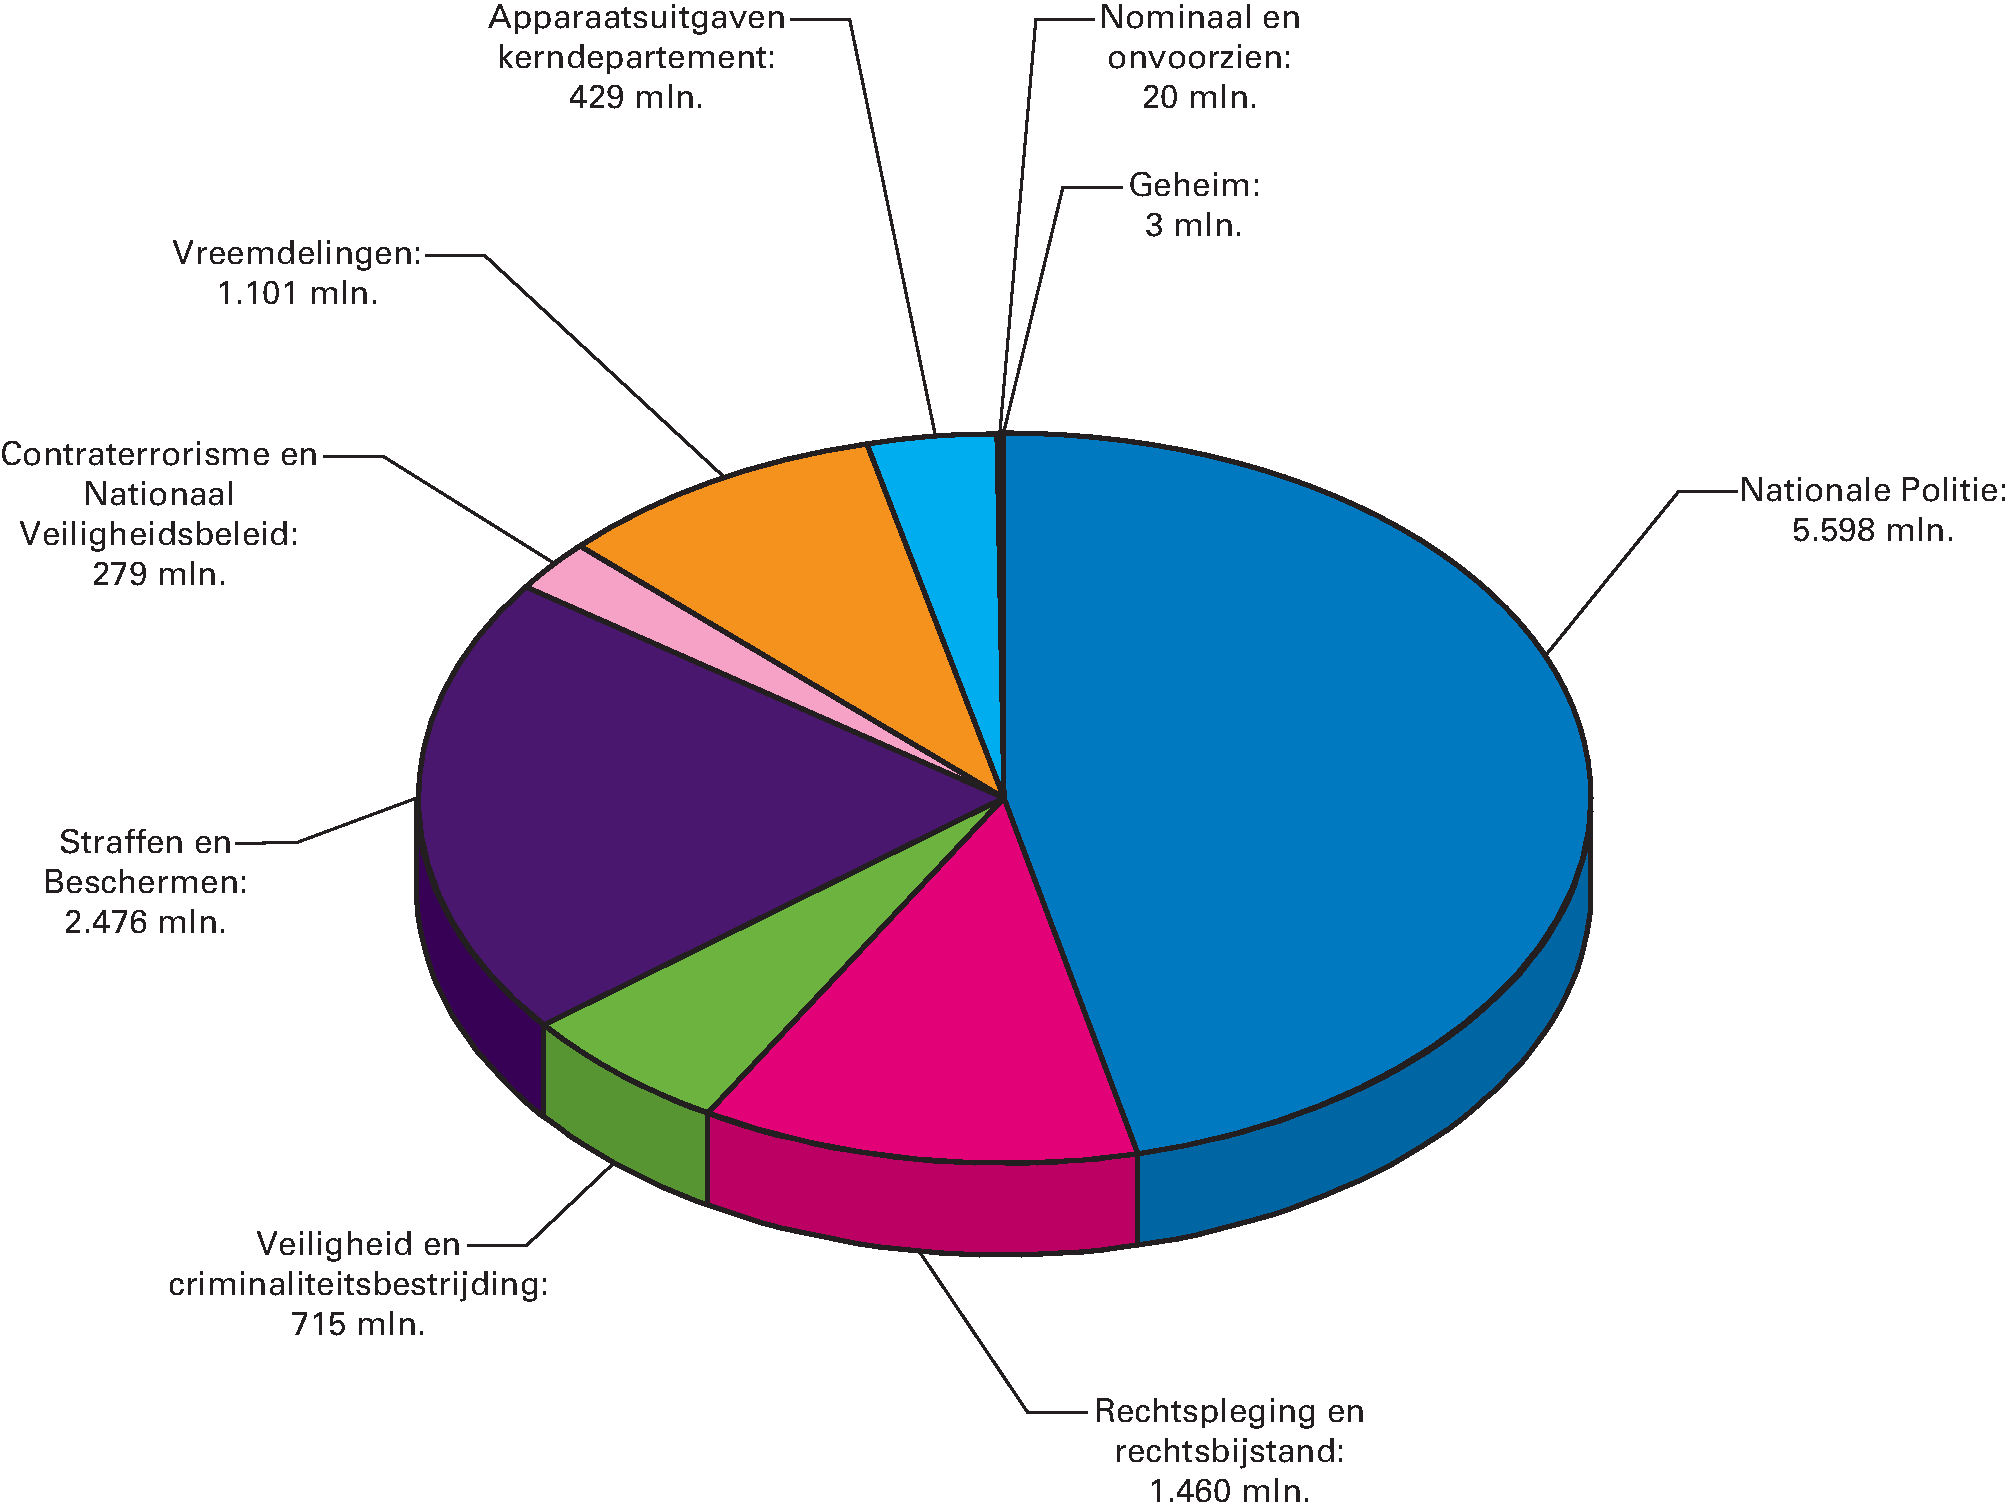 Apparaatsuitgaven
kerndepartement:
429 mln.
Nominaal en
onvoorzien:
20 mln.
Geheim:
3 mln.
Vreemdelingen:
1.101 mln.
Contraterrorisme en
Nationaal
Veiligheidsbeleid:
279 mln.
Nationale Politie:
5.598 mln.
Straffen en
Beschermen:
2.476 mln.
Veiligheid en
criminaliteitsbestrijding:
715 mln.
Rechtspleging en
rechtsbijstand:
1.460 mln.